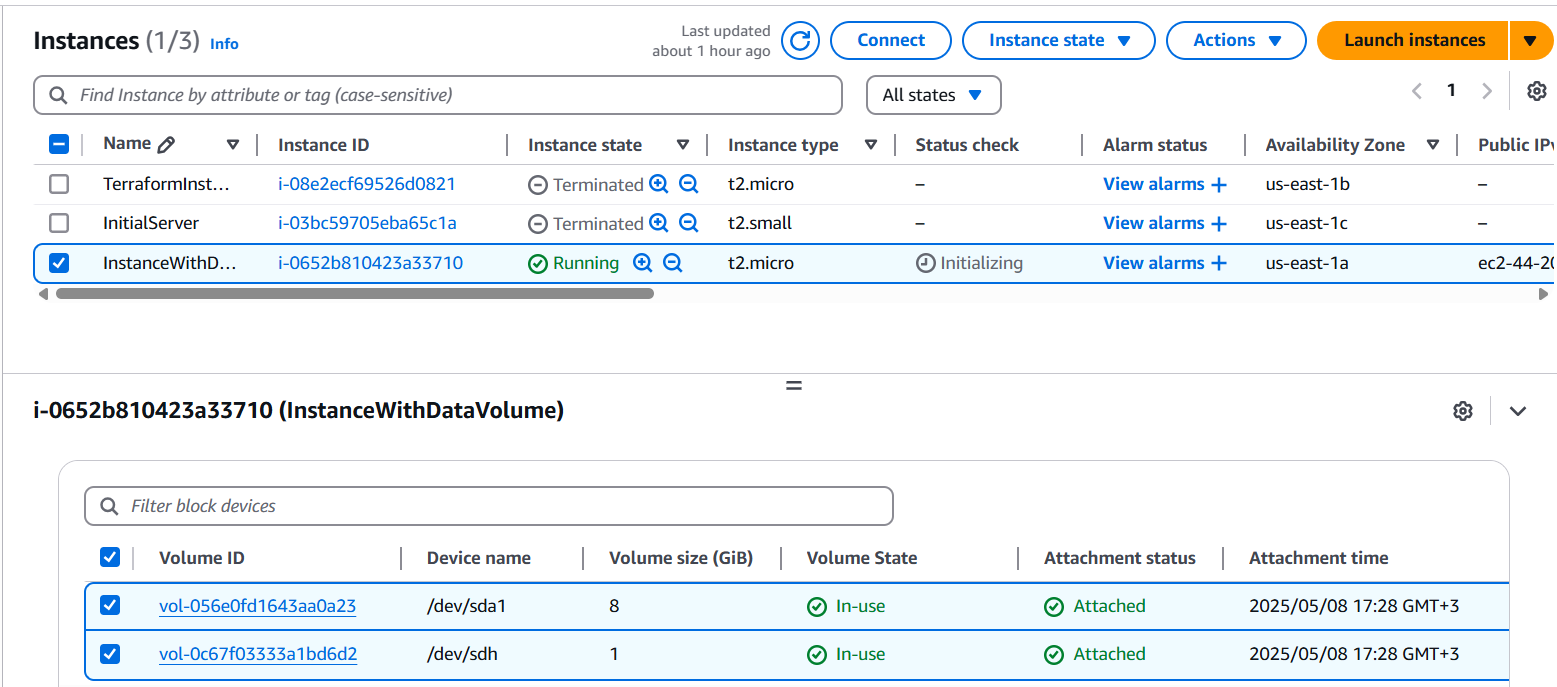 Instances (1/3) Info
Last updated
about 1 hour ago
Connect
Instance state
Actions
Launch instances
Find Instance by attribute or tag (case-sensitive)
All states
1
Name Instance ID Instance state Instance type Status check Alarm status Availability Zone Public IPv
TerraformInst... i-08e2ecf69526d0821 Terminated t2.micro – View alarms + us-east-1b –
InitialServer i-03bc59705eba65c1a Terminated t2.small – View alarms + us-east-1c –
InstanceWithD... i-0652b810423a33710 Running t2.micro Initializing View alarms + us-east-1a ec2-44-20
i-0652b810423a33710 (InstanceWithDataVolume)
Filter block devices
Volume ID Device name Volume size (GiB) Volume State Attachment status Attachment time
vol-056e0fd1643aa0a23 /dev/sda1 8 In-use Attached 2025/05/08 17:28 GMT+3
vol-0c67f03333a1bd6d2 /dev/sdh 1 In-use Attached 2025/05/08 17:28 GMT+3